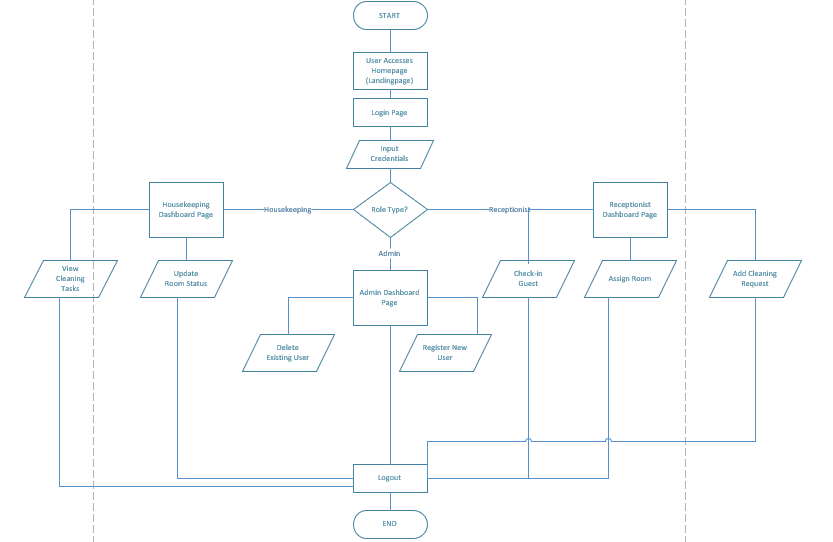 START
User Accesses
Homepage
(Landingpage)
Login Page
Input
Credentials
Housekeeping
Dashboard Page
Housekeeping
Role Type?
Receptionist
Receptionist
Dashboard Page
Admin
View
Cleaning
Tasks
Update
Room Status
Admin Dashboard
Page
Check-in
Guest
Assign Room
Add Cleaning
Request
Delete
Existing User
Register New
User
Logout
END